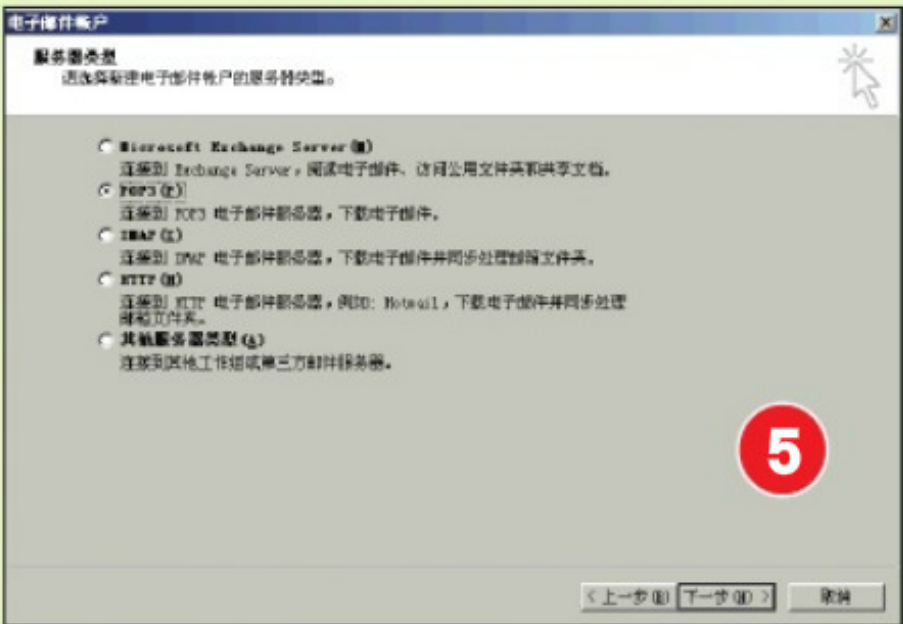 电子邮件帐户
服务器类型
请选择新建电子邮件帐户的服务器类型。
Microsoft Exchange Server(M)
连接到 Exchange Server，阅读电子邮件、访问公用文件夹和共享文档。
POP3(P)
连接到 POP3 电子邮件服务器，下载电子邮件。
IMAP(I)
连接到 IMAP 电子邮件服务器，下载电子邮件并同步处理邮箱文件夹。
HTTP(H)
连接到 HTTP 电子邮件服务器，例如: Hotmail，下载电子邮件并同步处理
邮箱文件夹。
其他服务器类型(A)
连接到其他工作组或第三方邮件服务器。
5
<上一步(B) 下一步(N) > 取消